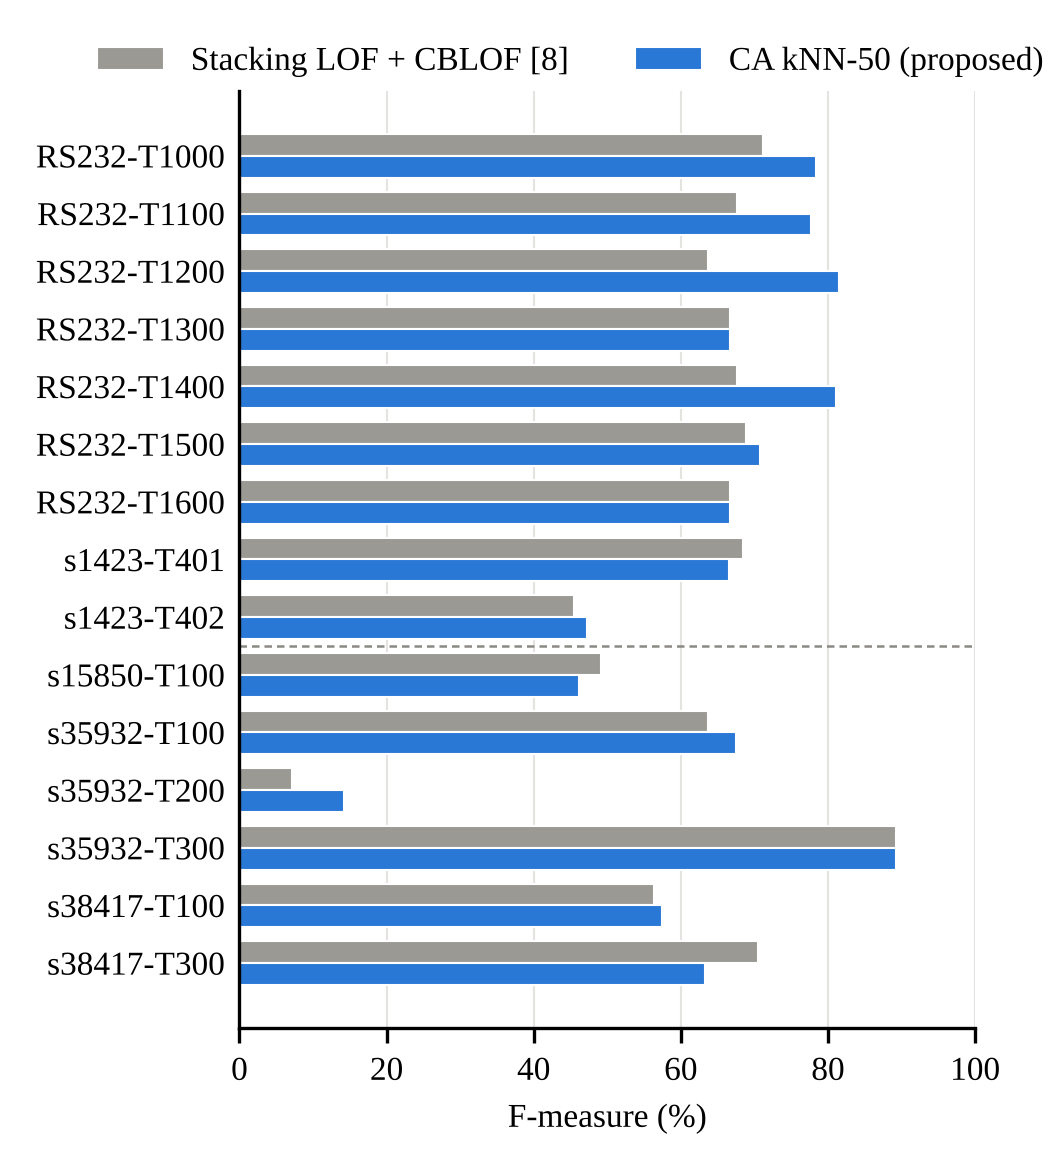 Stacking LOF + CBLOF [8] CA kNN-50 (proposed)
RS232-T1000
RS232-T1100
RS232-T1200
RS232-T1300
RS232-T1400
RS232-T1500
RS232-T1600
s1423-T401
s1423-T402
s15850-T100
s35932-T100
s35932-T200
s35932-T300
s38417-T100
s38417-T300
0 20 40 60 80 100
F-measure (%)